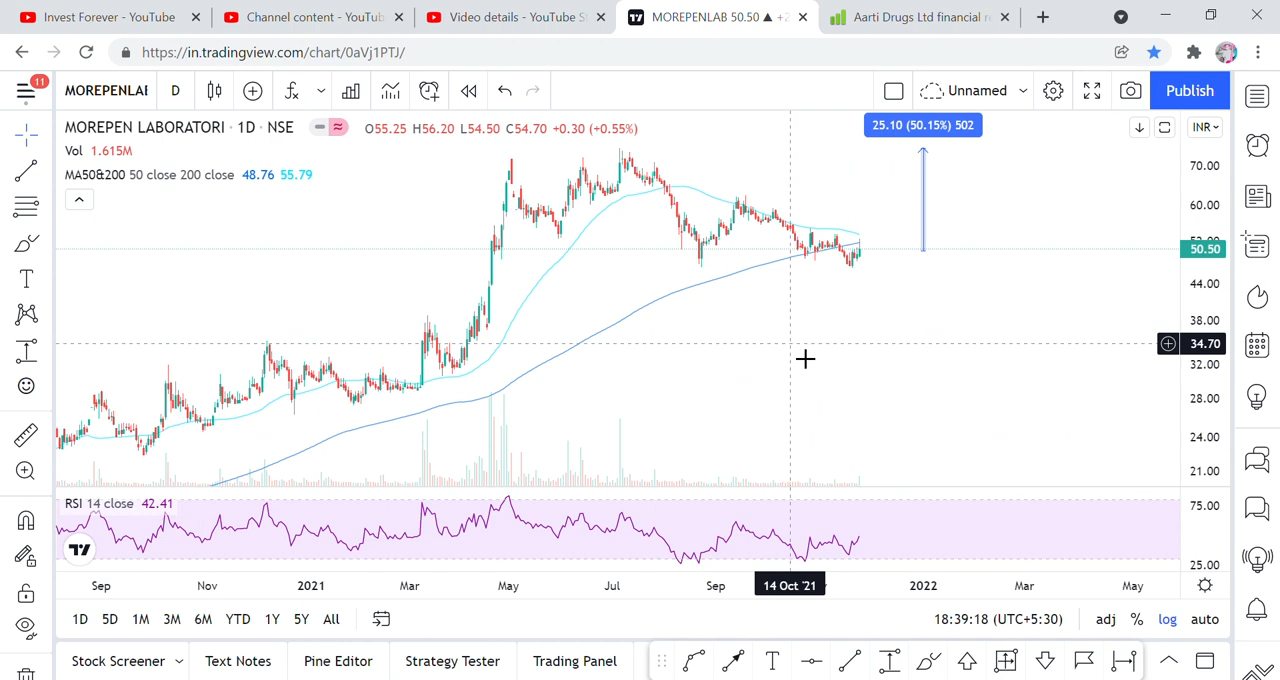 Invest Forever - YouTube
Channel content - YouTub
Video details - YouTube S
MOREPENLAB 50.50 ▲ +2
Aarti Drugs Ltd financial r
https://in.tradingview.com/chart/0aVj1PTJ/
11
MOREPENLAB
D
Unnamed
Publish
MOREPEN LABORATORI · 1D · NSE
O55.25 H56.20 L54.50 C54.70 +0.30 (+0.55%)
25.10 (50.15%) 502
INR
Vol 1.615M
MA50&200 50 close 200 close 48.76 55.79
70.00
60.00
50.50
44.00
38.00
34.70
32.00
28.00
24.00
21.00
RSI 14 close 42.41
75.00
25.00
Sep Nov 2021 Mar May Jul Sep 14 Oct '21 2022 Mar May
1D 5D 1M 3M 6M YTD 1Y 5Y All
18:39:18 (UTC+5:30) adj % log auto
Stock Screener Text Notes Pine Editor Strategy Tester Trading Panel